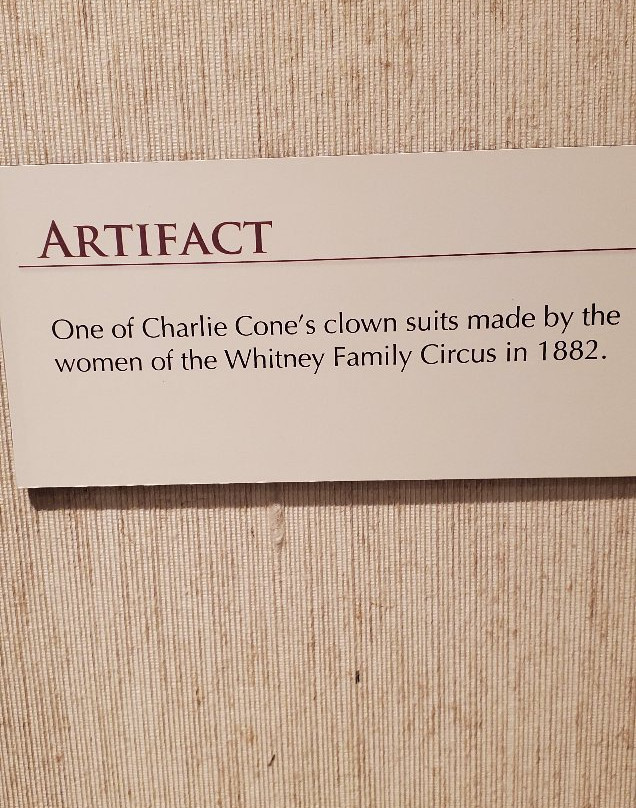 ARTIFACT
One of Charlie Cone's clown suits made by the
women of the Whitney Family Circus in 1882.